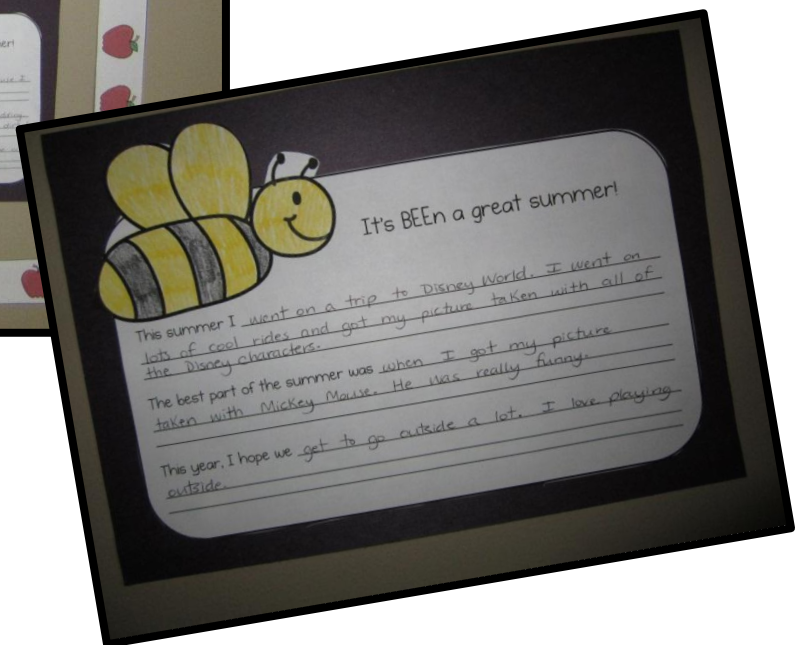 It's BEEn a great summer!
This summer I went on a trip to Disney World. I went on
lots of cool rides and got my picture taken with all of
the Disney characters.
The best part of the summer was when I got my picture
taken with Mickey Mouse. He was really funny.
This year, I hope we get to go outside a lot. I love playing
outside.